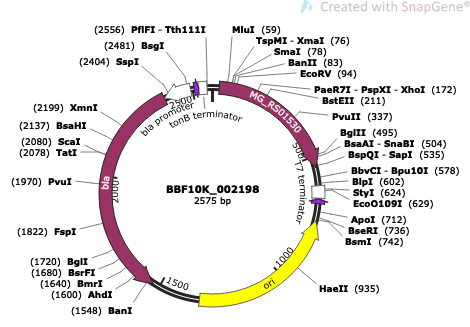 Created with SnapGene®
(2556) PflFI - Tth111I
(2481) BsgI
(2404) SspI
MluI (59)
TspMI - XmaI (76)
SmaI (78)
BanII (83)
EcoRV (94)
PaeR7I - PspXI - XhoI (172)
BstEII (211)
PvuII (337)
BglII (495)
BsaAI - SnaBI (504)
BspQI - SapI (535)
BbvCI - Bpu10I (578)
BlpI (602)
StyI (624)
EcoO109I (629)
ApoI (712)
BseRI (736)
BsmI (742)
HaeII (935)
(2199) XmnI
(2137) BsaHI
(2080) ScaI
(2078) TatI
(1970) PvuI
(1822) FspI
(1720) BglI
(1680) BsrFI
(1640) BmrI
(1600) AhdI
(1548) BanI
bla promoter
tonB terminator
MG_RS01530
T7 terminator
bla
ori
500
1000
1500
2000
2500
BBF10K_002198
2575 bp